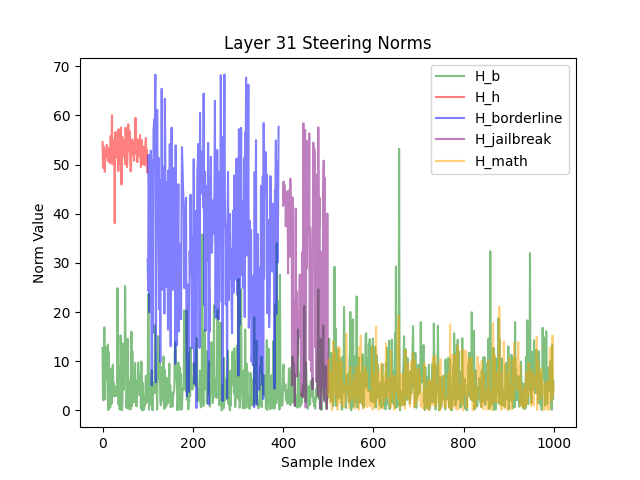 Layer 31 Steering Norms
70
60
50
40
30
20
10
0
Norm Value
H_b
H_h
H_borderline
H_jailbreak
H_math
0 200 400 600 800 1000
Sample Index